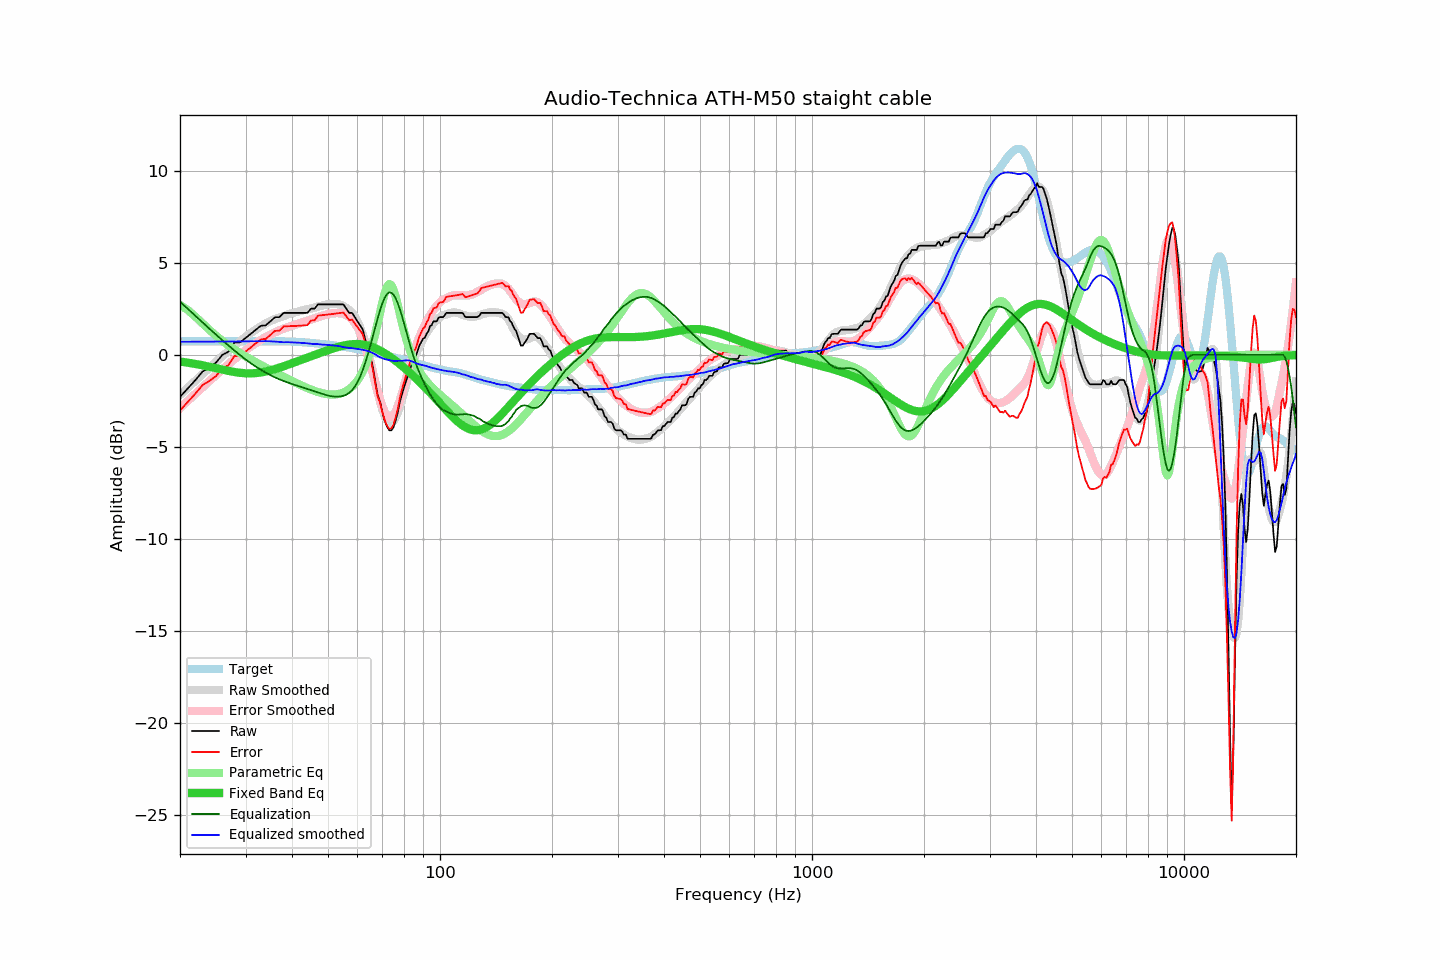 Audio-Technica ATH-M50 staight cable
10
5
0
−5
−10
−15
−20
−25
Amplitude (dBr)
Target
Raw Smoothed
Error Smoothed
Raw
Error
Parametric Eq
Fixed Band Eq
Equalization
Equalized smoothed
100
1000
10000
Frequency (Hz)